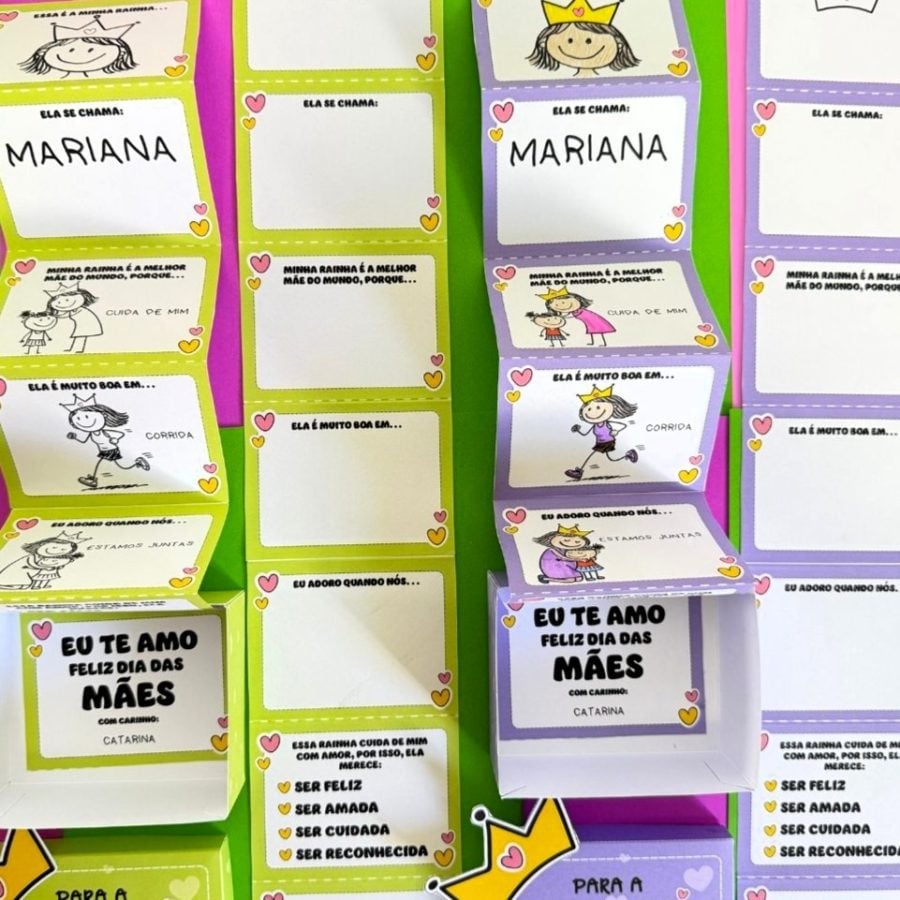 ESSA É A MINHA RAINHA...
ELA SE CHAMA:
MARIANA
MINHA RAINHA É A MELHOR
MÃE DO MUNDO, PORQUE...
CUIDA DE MIM
ELA É MUITO BOA EM...
CORRIDA
EU ADORO QUANDO NÓS...
ESTAMOS JUNTAS
EU TE AMO
FELIZ DIA DAS
MÃES
COM CARINHO:
CATARINA
PARA A
ELA SE CHAMA:
MINHA RAINHA É A MELHOR
MÃE DO MUNDO, PORQUE...
ELA É MUITO BOA EM...
EU ADORO QUANDO NÓS...
ESSA RAINHA CUIDA DE MIM
COM AMOR, POR ISSO, ELA
MERECE:
SER FELIZ
SER AMADA
SER CUIDADA
SER RECONHECIDA
ELA SE CHAMA:
MARIANA
MINHA RAINHA É A MELHOR
MÃE DO MUNDO, PORQUE...
CUIDA DE MIM
ELA É MUITO BOA EM...
CORRIDA
EU ADORO QUANDO NÓS...
ESTAMOS JUNTAS
EU TE AMO
FELIZ DIA DAS
MÃES
COM CARINHO:
CATARINA
PARA A
ELA SE CHAMA:
MINHA RAINHA É A MELH
MÃE DO MUNDO, PORQU
ELA É MUITO BOA EM...
EU ADORO QUANDO NÓS.
ESSA RAINHA CUIDA DE MI
COM AMOR, POR ISSO, EL
MERECE:
SER FELIZ
SER AMADA
SER CUIDADA
SER RECONHECID